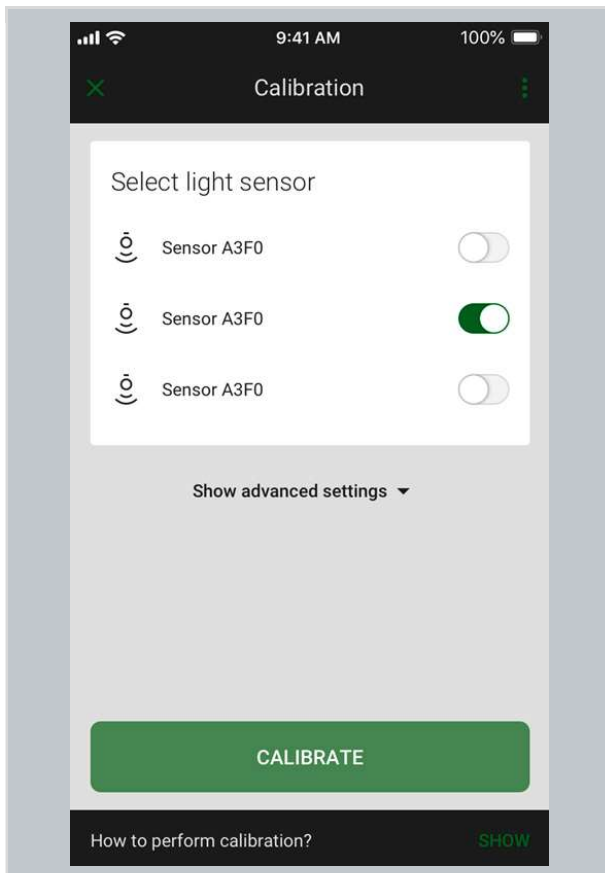 9:41 AM 100%
Calibration
Select light sensor
Sensor A3F0
Sensor A3F0
Sensor A3F0
Show advanced settings
CALIBRATE
How to perform calibration? SHOW